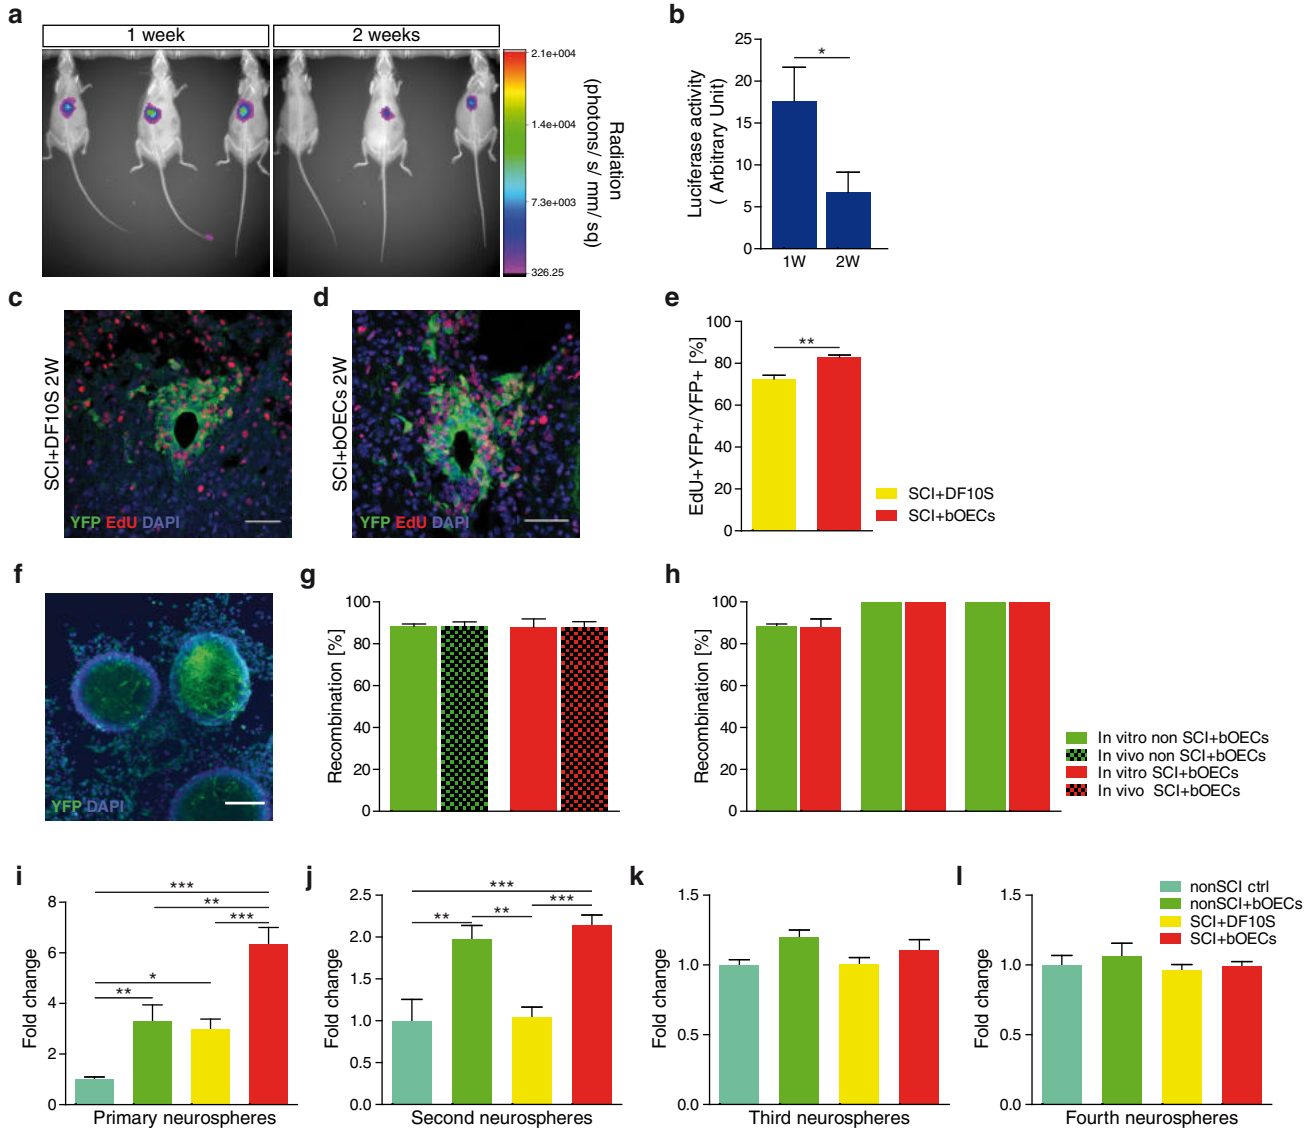 a
1 week
2 weeks
2.1e+004
1.4e+004
7.3e+003
326.25
Radiation
(photons/ s/ mm/ sq)
b
Luciferase activity
( Arbitrary Unit)
25
20
15
10
5
0
*
1W
2W
c
SCI+DF10S 2W
YFP EdU DAPI
d
SCI+bOECs 2W
YFP EdU DAPI
e
EdU+YFP+/YFP+ [%]
100
80
60
40
20
0
**
SCI+DF10S
SCI+bOECs
f
YFP DAPI
g
Recombination [%]
100
80
60
40
20
0
h
Recombination [%]
100
80
60
40
20
0
In vitro non SCI+bOECs
In vivo non SCI+bOECs
In vitro SCI+bOECs
In vivo SCI+bOECs
i
Fold change
8
6
4
2
0
***
**
***
*
**
Primary neurospheres
j
Fold change
2.5
2.0
1.5
1.0
0.5
0.0
***
***
**
**
Second neurospheres
k
Fold change
1.5
1.0
0.5
0.0
Third neurospheres
l
Fold change
1.5
1.0
0.5
0.0
Fourth neurospheres
nonSCI ctrl
nonSCI+bOECs
SCI+DF10S
SCI+bOECs